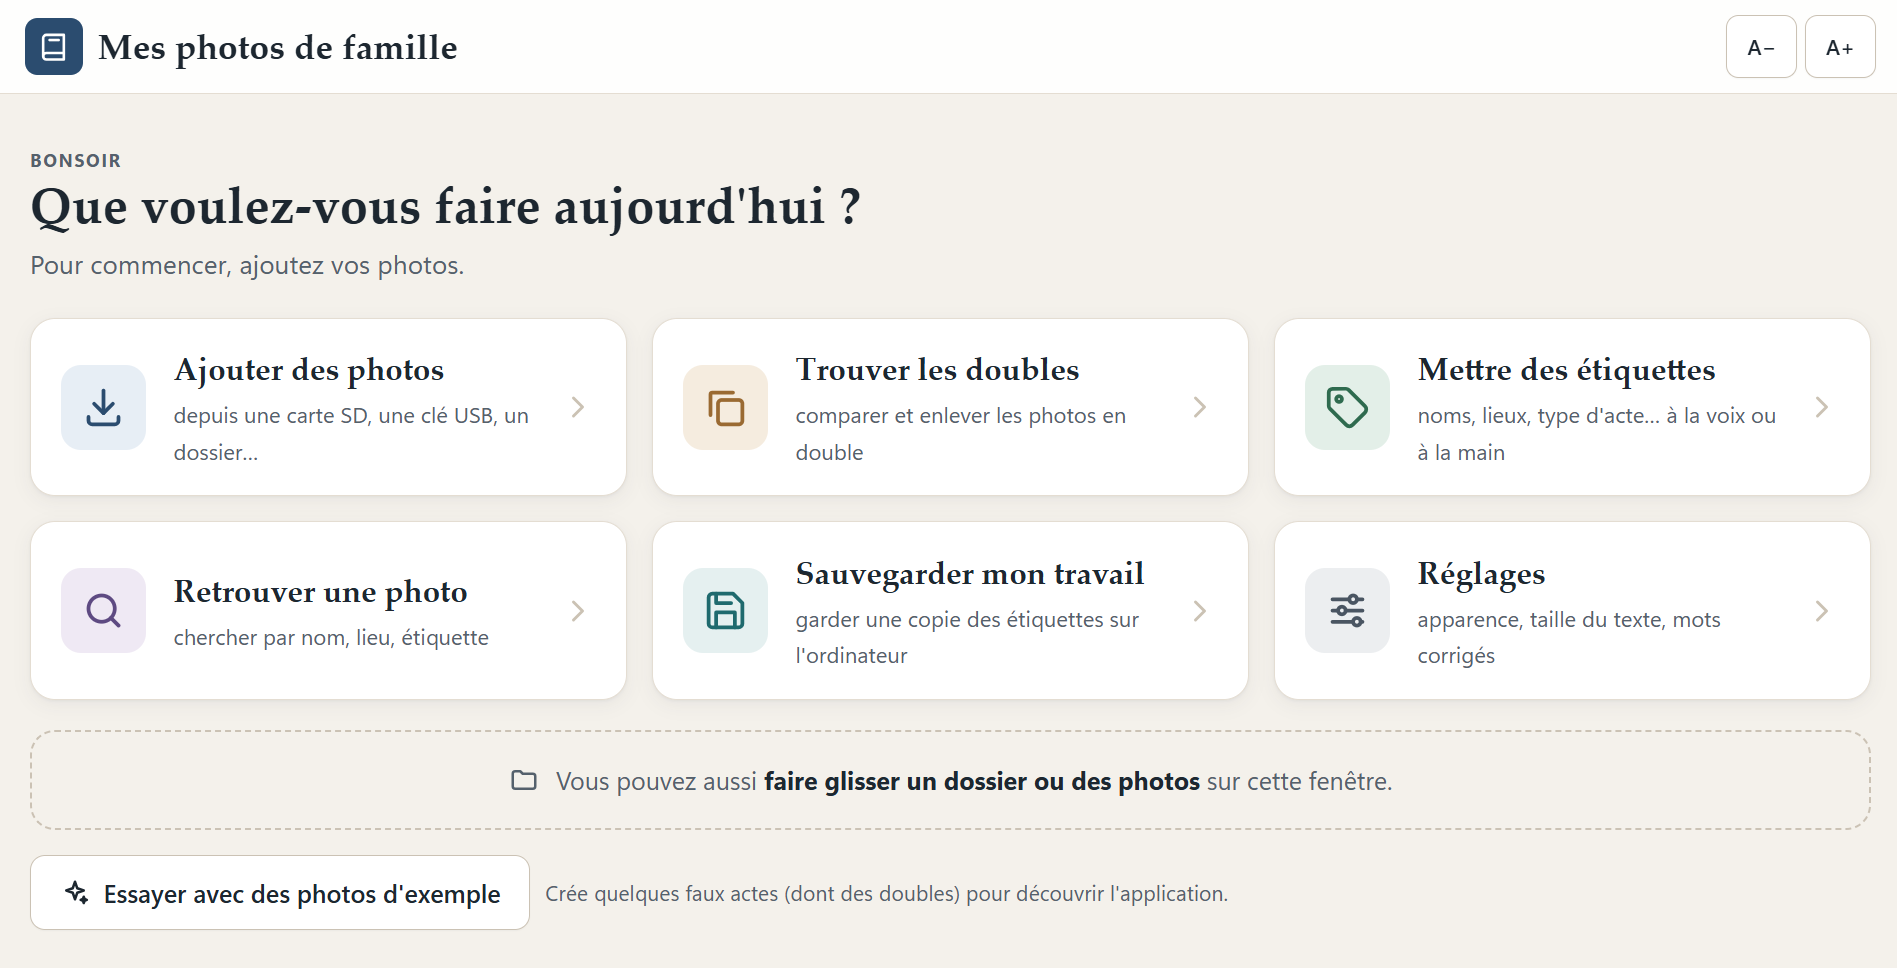 Mes photos de famille
A− A+
BONSOIR
Que voulez-vous faire aujourd'hui ?
Pour commencer, ajoutez vos photos.
Ajouter des photos
depuis une carte SD, une clé USB, un
dossier...
Trouver les doubles
comparer et enlever les photos en
double
Mettre des étiquettes
noms, lieux, type d'acte... à la voix ou
à la main
Retrouver une photo
chercher par nom, lieu, étiquette
Sauvegarder mon travail
garder une copie des étiquettes sur
l'ordinateur
Réglages
apparence, taille du texte, mots
corrigés
Vous pouvez aussi faire glisser un dossier ou des photos sur cette fenêtre.
Essayer avec des photos d'exemple
Crée quelques faux actes (dont des doubles) pour découvrir l'application.